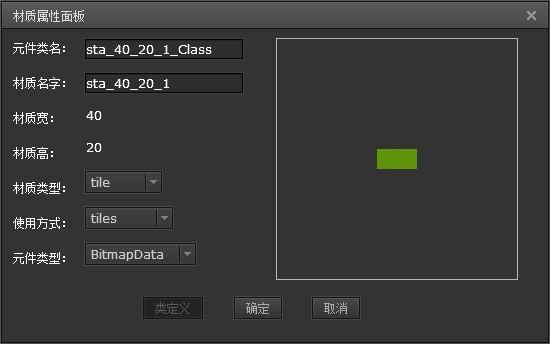 材质属性面板
元件类名: sta_40_20_1_Class
材质名字: sta_40_20_1
材质宽: 40
材质高: 20
材质类型: tile
使用方式: tiles
元件类型: BitmapData
类定义 确定 取消